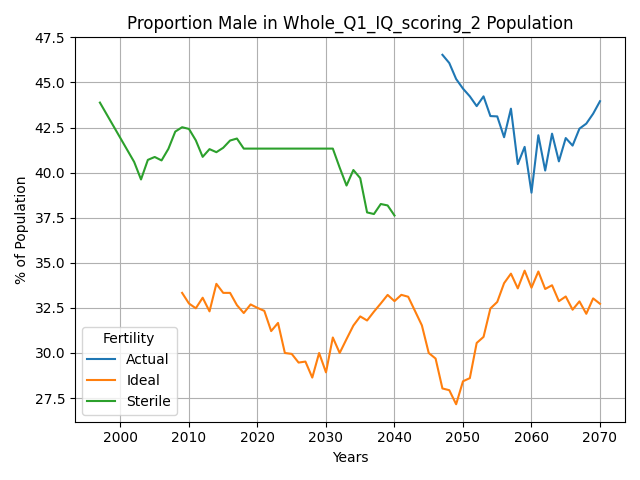 Proportion Male in Whole_Q1_IQ_scoring_2 Population
47.5
45.0
42.5
40.0
37.5
35.0
32.5
30.0
27.5
% of Population
Fertility
Actual
Ideal
Sterile
2000 2010 2020 2030 2040 2050 2060 2070
Years